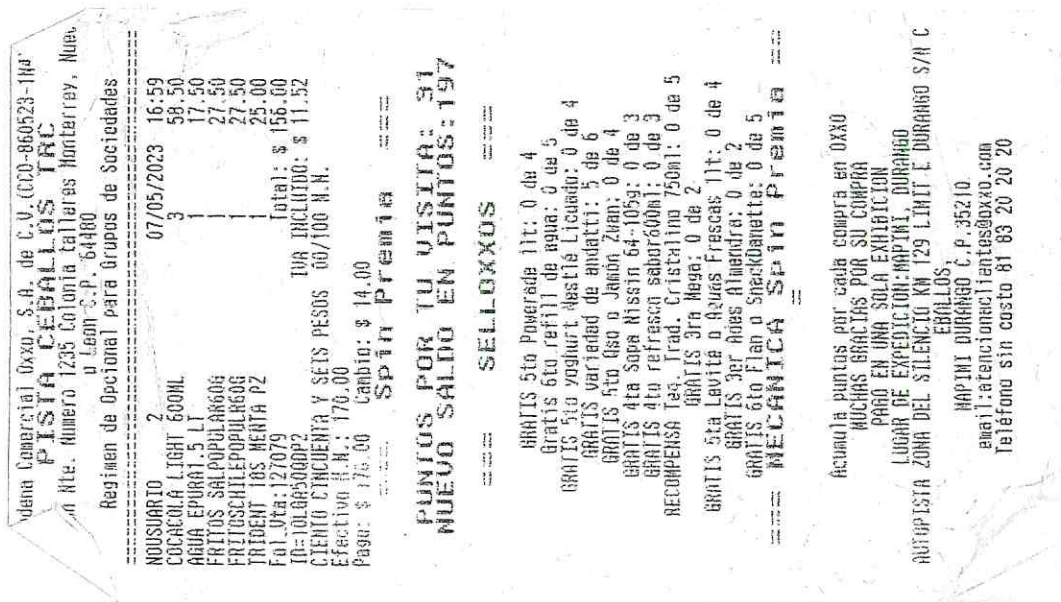 dena Comercial Oxxo, S.A. de C.V.(CCO-860523-1N4
PISTA CEBALLOS TRC
Nte. Numero 1235 Colonia talleres Monterrey, Nuev
o Leon C.P. 64480
Regimen de Opcional para Grupos de Sociedades
NOUSUARIO 2 07/05/2023 16:59
COCACOL LIGHT 600ML 3 58.50
AGUA EPURA1.5 LT 1 17.50
FRITOS SALPOPULAR60G 1 27.50
FRITOSCHILEPOPULR60G 1 27.50
TRIDENT 18S MENTA PZ 1 25.00
Fol_Vta:127079 Total: $ 156.00
ID=1OLGA5QQDP2 IVA INCLUIDO: $ 11.52
CIENTO CINCUENTA Y SEIS PESOS 00/100 M.N.
Efectivo M.N.: 170.00
Pago: $ 170.00 Cambio: $ 14.00
=== Spin Premia ===
PUNTOS POR TU VISITA: 91
NUEVO SALDO EN PUNTOS:197
=== SELLOXXOS ===
GRATIS 5to Powerade 1lt: 0 de 4
Gratis 6to refill de agua: 0 de 5
GRATIS 5to yoghurt Nestlé Licuado: 0 de 4
GRATIS variedad de andatti: 5 de 6
GRATIS 5to Qso o Jamón Zwan: 0 de 4
GRATIS 4ta Sopa Nissin 64-105g: 0 de 3
GRATIS 4to refresco sabor600ml: 0 de 3
RECOMPENSA Teq. Trad. Cristalino 750ml: 0 de 5
GRATIS 3ra Mega: 0 de 2
GRATIS 5ta Levité o Aguas Frescas 1lt: 0 de 4
GRATIS 3er Ades Almendra: 0 de 2
GRATIS 6to Flan o SnackDanette: 0 de 5
=== MECANICA Spin Premia ===
==
Acumula puntos por cada compra en OXXO
MUCHAS GRACIAS POR SU COMPRA
PAGO EN UNA SOLA EXHIBICION
LUGAR DE EXPEDICION:MAPIMI, DURANGO
AUTOPISTA ZONA DEL SILENCIO KM 129 LIMIT E DURANGO S/N C
EBALLOS,
MAPIMI DURANGO C.P.35210
email:atencionaclientes@oxxo.com
Teléfono sin costo 81 83 20 20 20